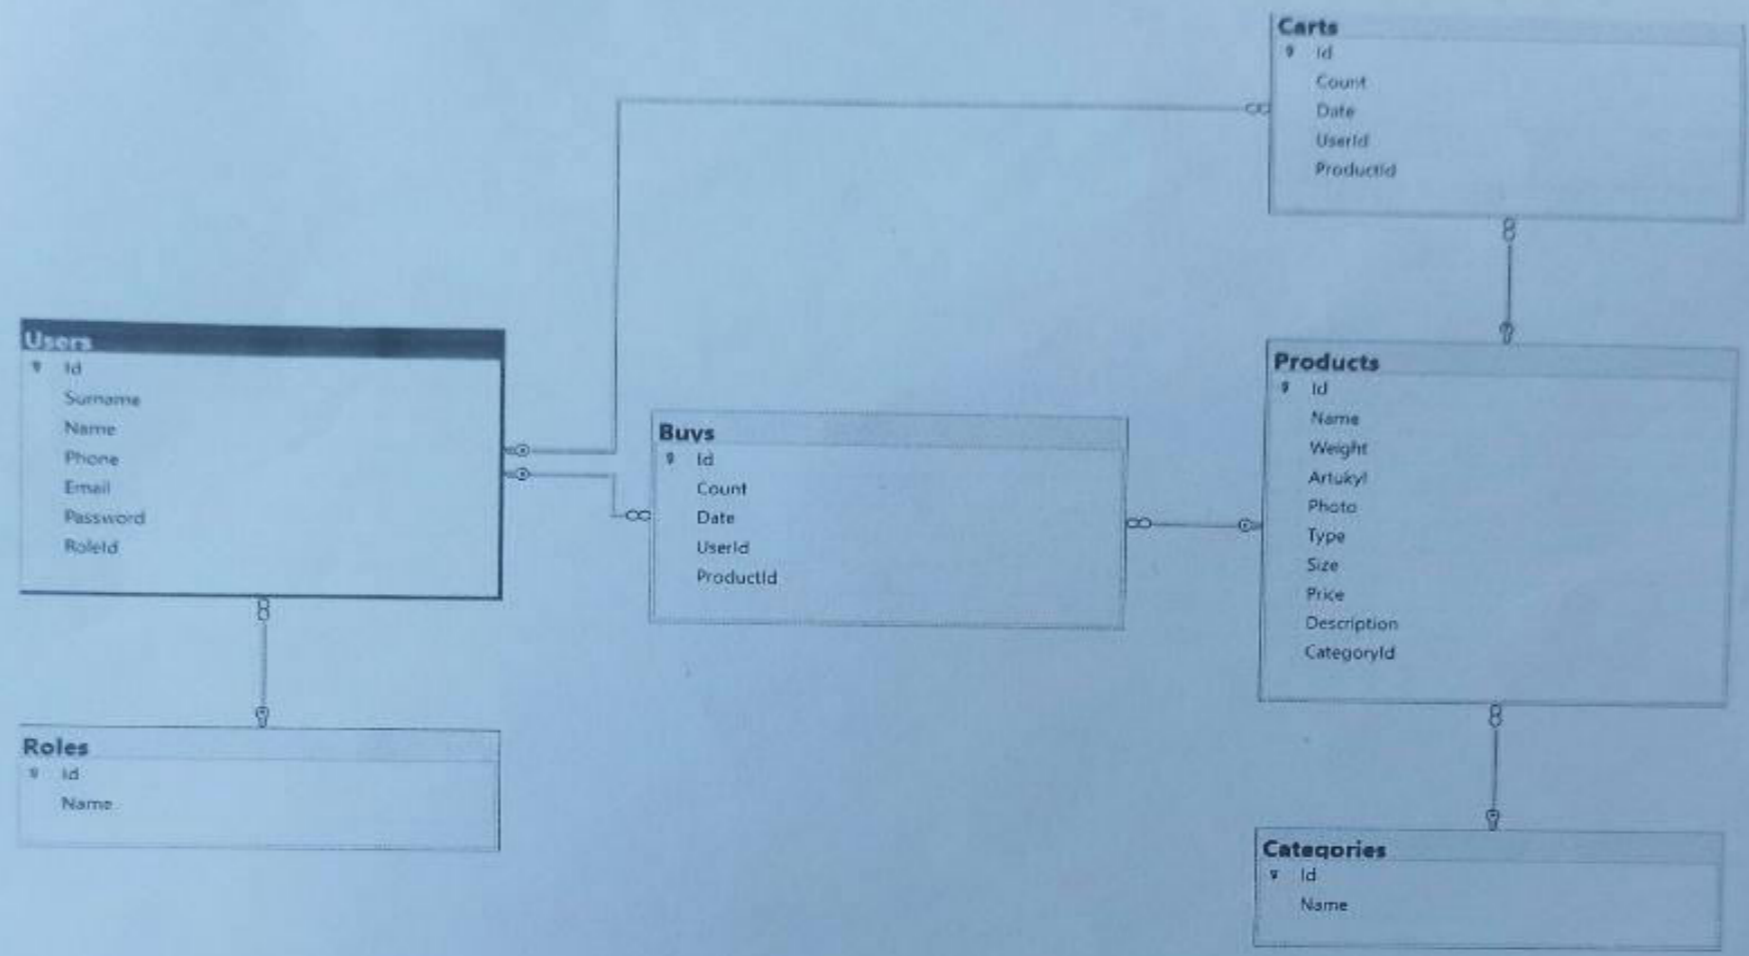 Carts
Id
Count
Date
UserId
ProductId
Users
Id
Surname
Name
Phone
Email
Password
RoleId
Buys
Id
Count
Date
UserId
ProductId
Products
Id
Name
Weight
Artukyl
Photo
Type
Size
Price
Description
CategoryId
Roles
Id
Name
Categories
Id
Name